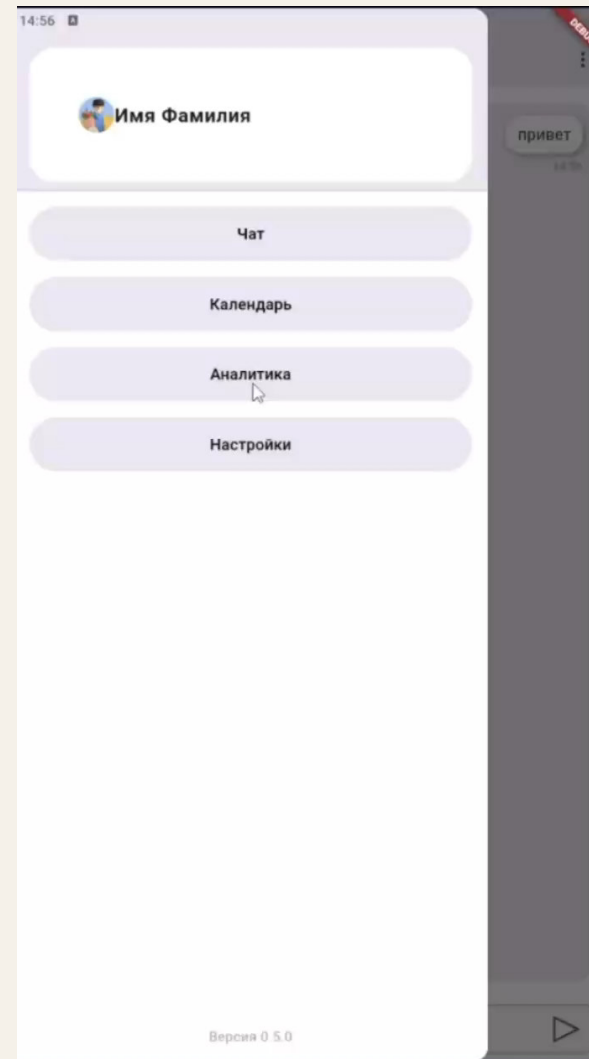 14:56
Имя Фамилия
привет
Чат
Календарь
Аналитика
Настройки
Версия 0.5.0